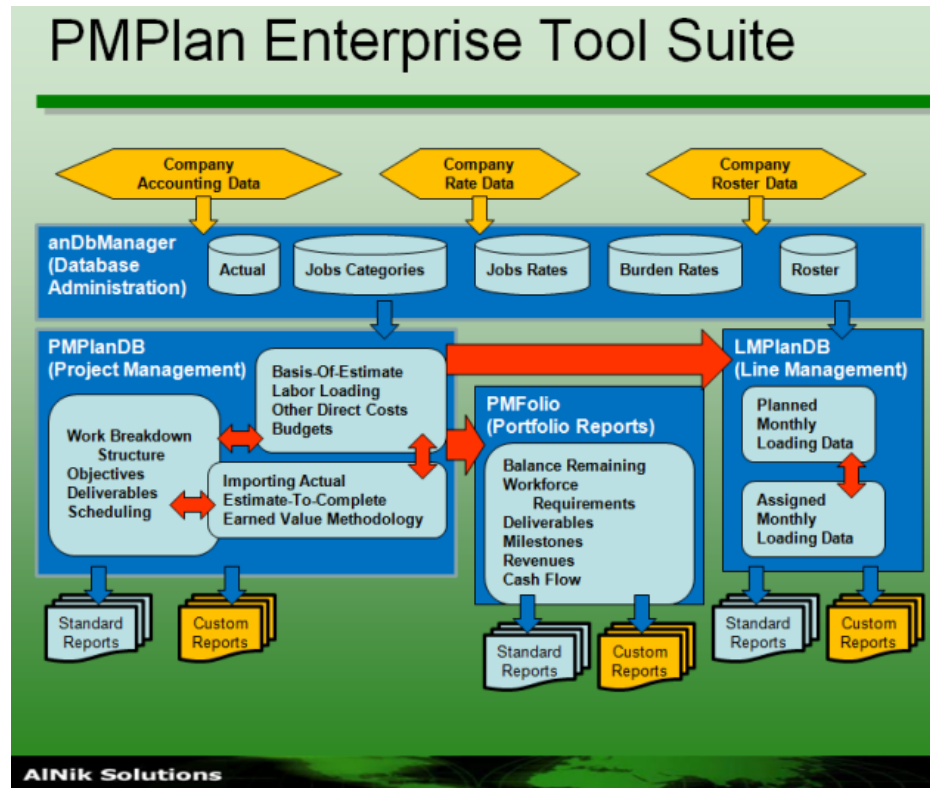 PMPlan Enterprise Tool Suite
Company
Accounting Data
Company
Rate Data
Company
Roster Data
anDbManager
(Database
Administration)
Actual
Jobs Categories
Jobs Rates
Burden Rates
Roster
PMPlanDB
(Project Management)
Basis-Of-Estimate
Labor Loading
Other Direct Costs
Budgets
Work Breakdown
Structure
Objectives
Deliverables
Scheduling
Importing Actual
Estimate-To-Complete
Earned Value Methodology
PMFolio
(Portfolio Reports)
Balance Remaining
Workforce
Requirements
Deliverables
Milestones
Revenues
Cash Flow
LMPlanDB
(Line Management)
Planned
Monthly
Loading Data
Assigned
Monthly
Loading Data
Standard
Reports
Custom
Reports
Standard
Reports
Custom
Reports
Standard
Reports
Custom
Reports
AlNik Solutions